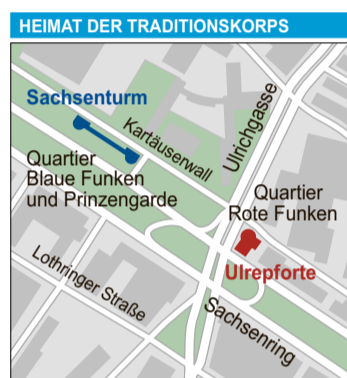 HEIMAT DER TRADITIONSKORPS
Sachsenturm
Kartäuserwall
Ulrichgasse
Quartier
Blaue Funken
und Prinzengarde
Quartier
Rote Funken
Ulrepforte
Lothringer Straße
Sachsenring